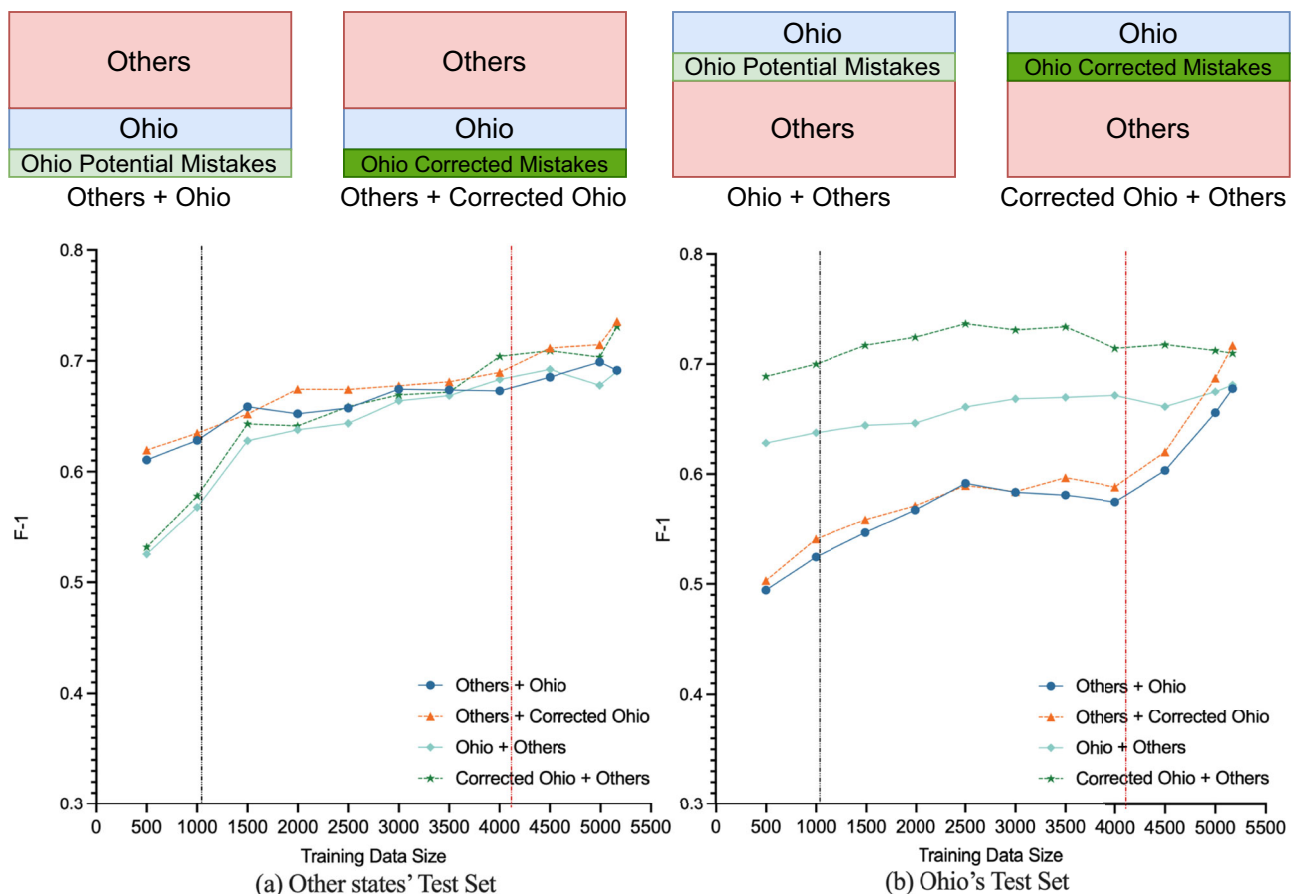 Others
Ohio
Ohio Potential Mistakes
Others + Ohio
Others
Ohio
Ohio Corrected Mistakes
Others + Corrected Ohio
Ohio
Ohio Potential Mistakes
Others
Ohio + Others
Ohio
Ohio Corrected Mistakes
Others
Corrected Ohio + Others
0.8
0.7
0.6
0.5
0.4
0.3
F-1
Others + Ohio
Others + Corrected Ohio
Ohio + Others
Corrected Ohio + Others
0 500 1000 1500 2000 2500 3000 3500 4000 4500 5000 5500
Training Data Size
(a) Other states' Test Set
0.8
0.7
0.6
0.5
0.4
0.3
F-1
Others + Ohio
Others + Corrected Ohio
Ohio + Others
Corrected Ohio + Others
0 500 1000 1500 2000 2500 3000 3500 4000 4500 5000 5500
Training Data Size
(b) Ohio's Test Set